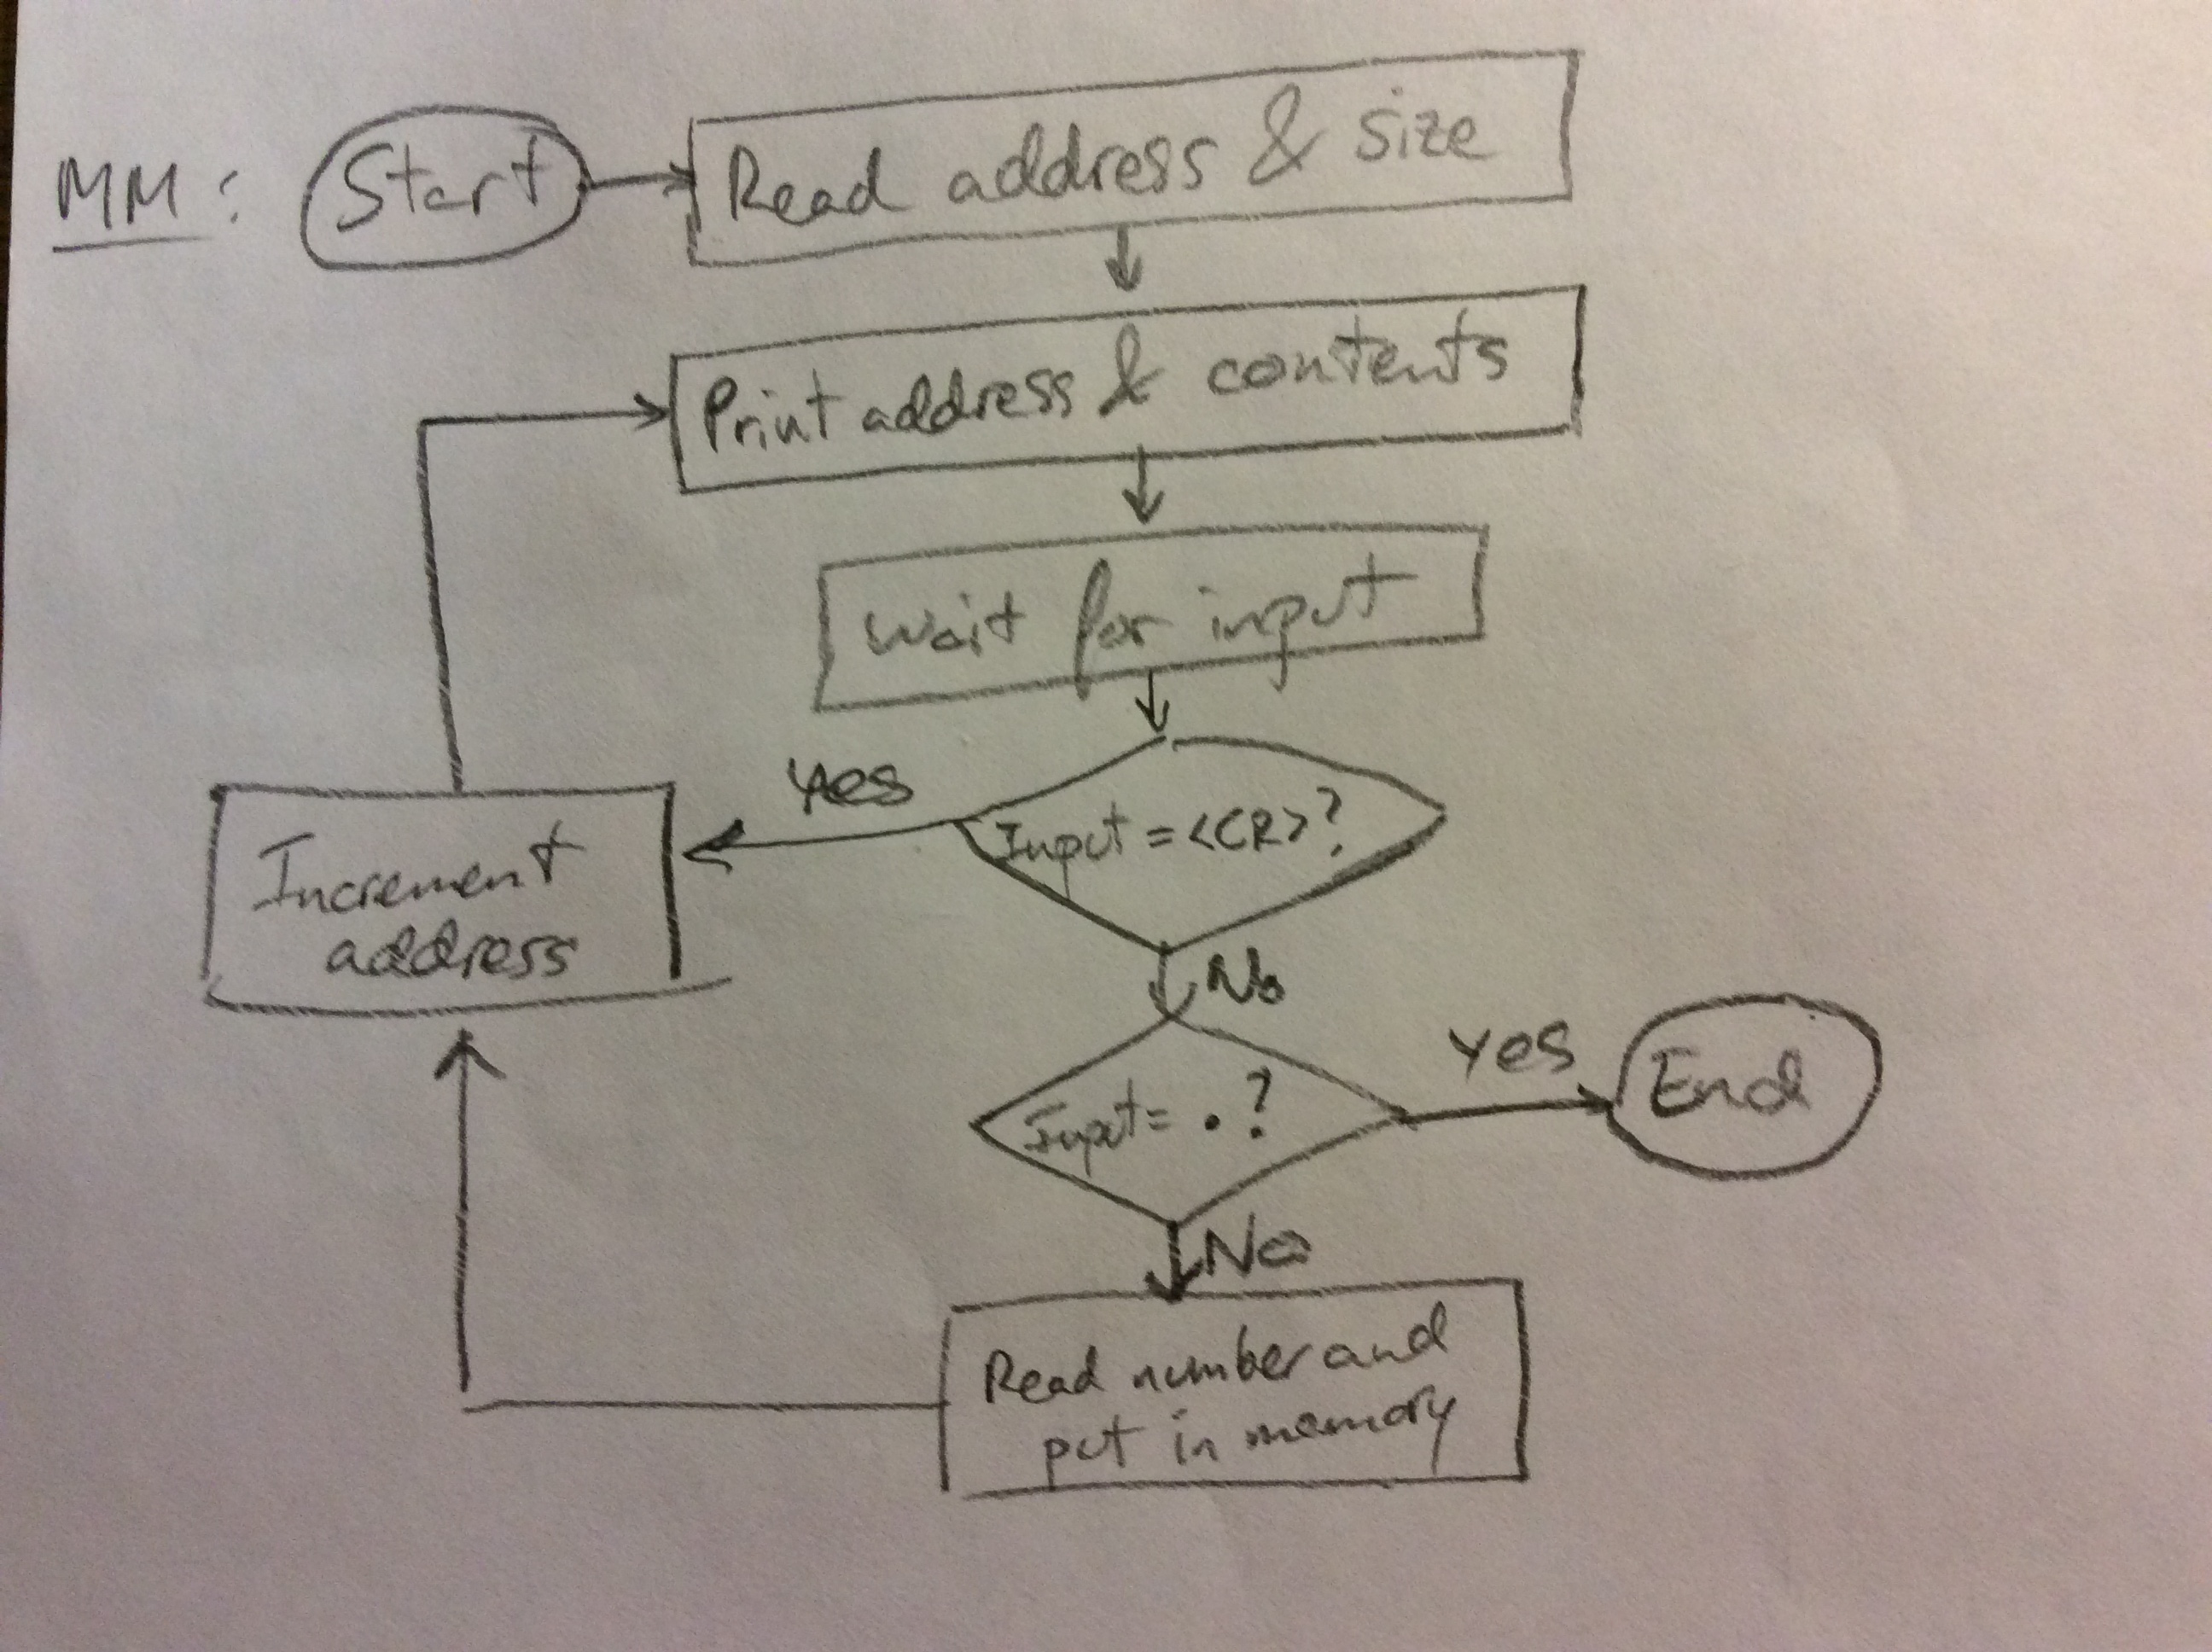 MM: Start
Read address & size
Print address & contents
Wait for input
Yes
Input = <CR>?
Increment
address
No
Input = . ?
Yes
End
No
Read number and
put in memory